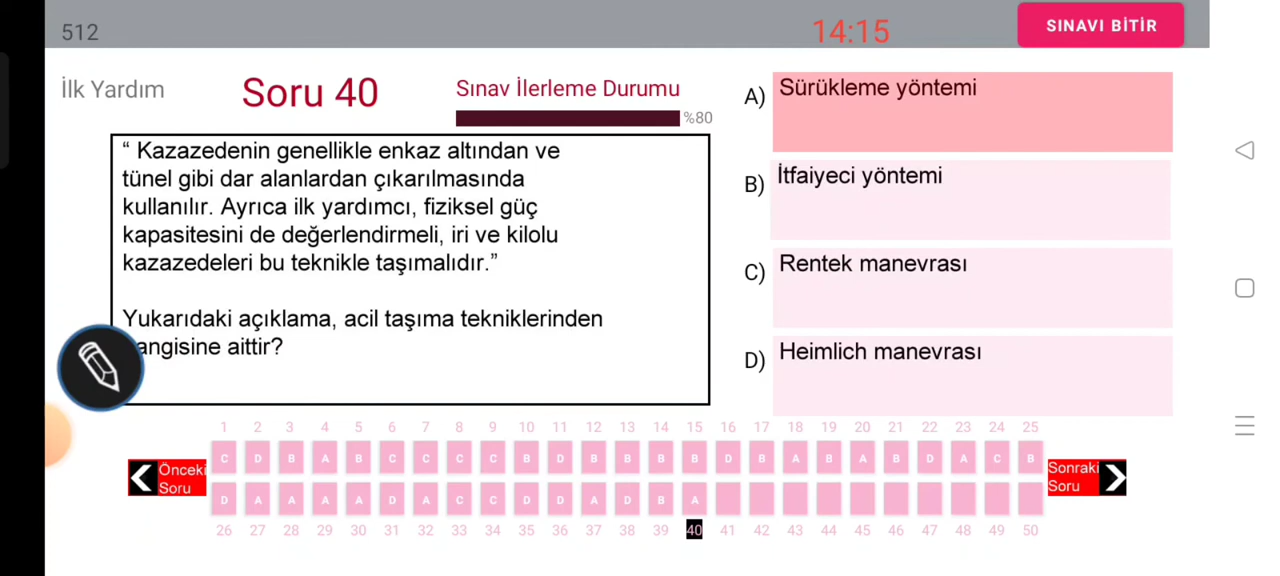 512
14:15
SINAVI BİTİR
İlk Yardım
Soru 40
Sınav İlerleme Durumu
%80
“ Kazazedenin genellikle enkaz altından ve
tünel gibi dar alanlardan çıkarılmasında
kullanılır. Ayrıca ilk yardımcı, fiziksel güç
kapasitesini de değerlendirmeli, iri ve kilolu
kazazedeleri bu teknikle taşımalıdır.”
Yukarıdaki açıklama, acil taşıma tekniklerinden
angisine aittir?
A) Sürükleme yöntemi
B) İtfaiyeci yöntemi
C) Rentek manevrası
D) Heimlich manevrası
1 2 3 4 5 6 7 8 9 10 11 12 13 14 15 16 17 18 19 20 21 22 23 24 25
C D B A B C C C C B D B B B B D B A B A B D A C B
Önceki
Soru
Sonraki
Soru
D A A A A D A C C D D A D B A
26 27 28 29 30 31 32 33 34 35 36 37 38 39 40 41 42 43 44 45 46 47 48 49 50